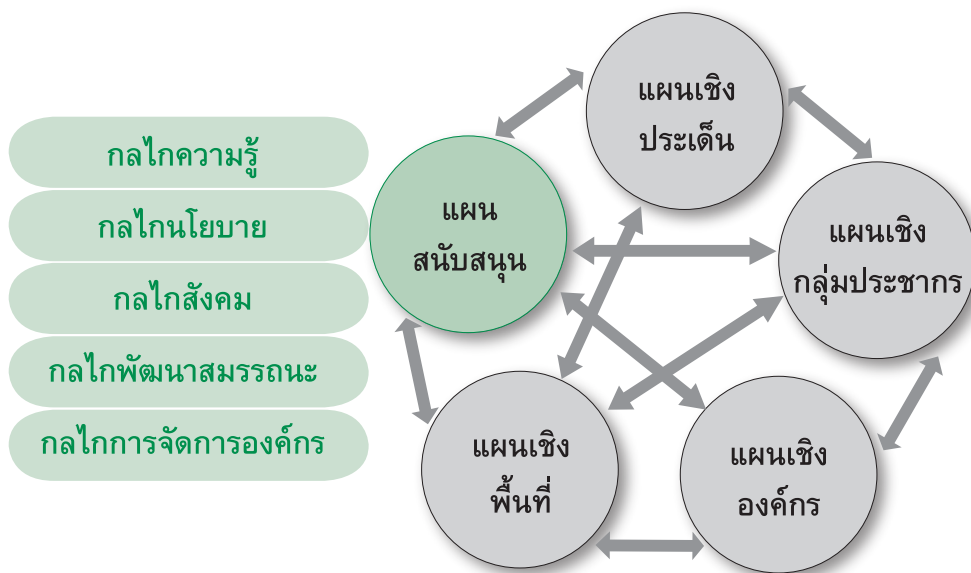 กลไกความรู้
กลไกนโยบาย
กลไกสังคม
กลไกพัฒนาสมรรถนะ
กลไกการจัดการองค์กร
แผน
สนับสนุน
แผนเชิง
ประเด็น
แผนเชิง
กลุ่มประชากร
แผนเชิง
พื้นที่
แผนเชิง
องค์กร